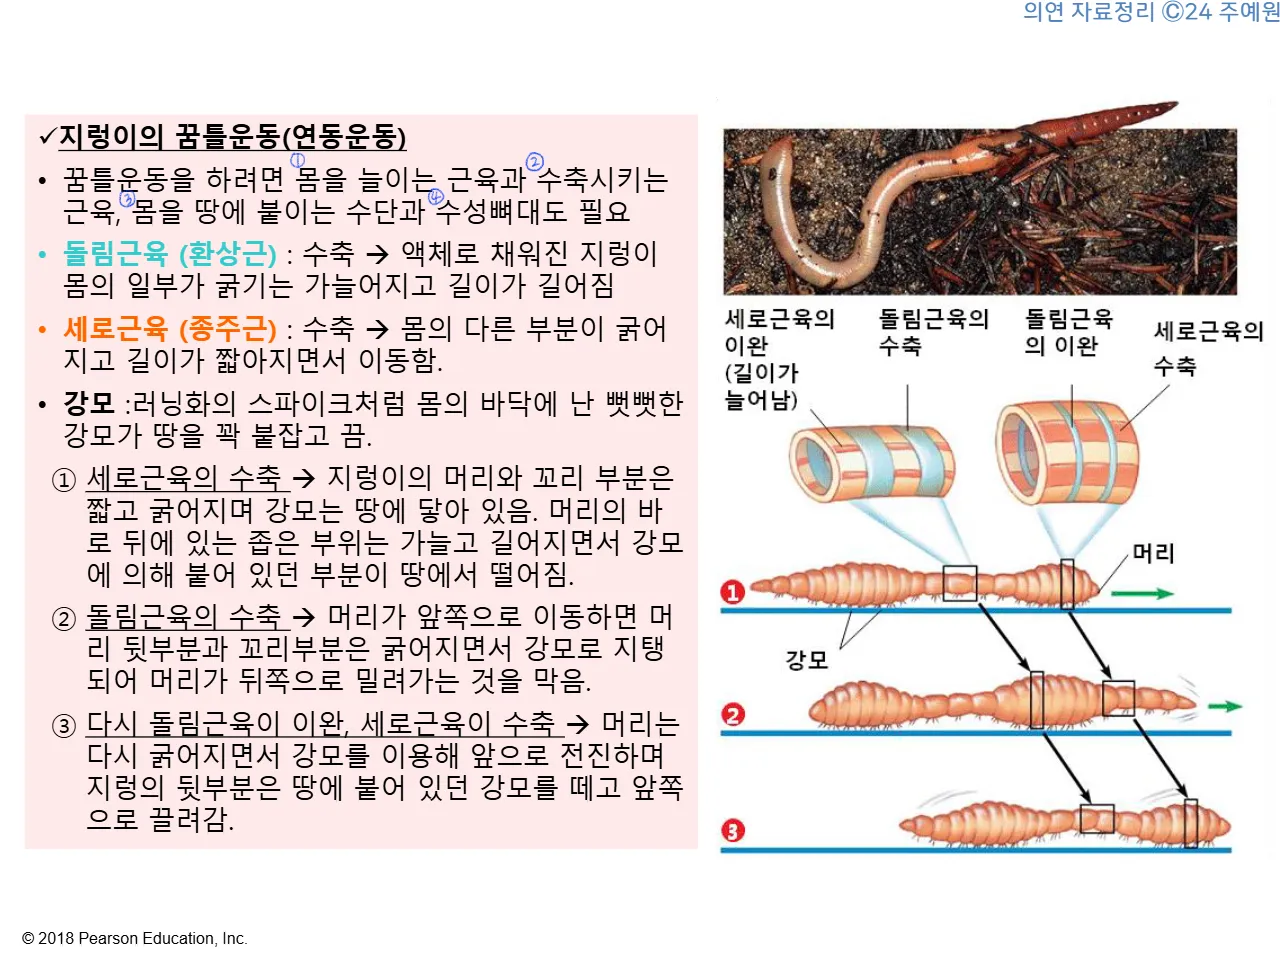 의연 자료정리 ©24 주예원
✓지렁이의 꿈틀운동(연동운동)
① ②
• 꿈틀운동을 하려면 몸을 늘이는 근육과 수축시키는
③ ④
근육, 몸을 땅에 붙이는 수단과 수성뼈대도 필요
• 돌림근육 (환상근) : 수축 → 액체로 채워진 지렁이
몸의 일부가 굵기는 가늘어지고 길이가 길어짐
• 세로근육 (종주근) : 수축 → 몸의 다른 부분이 굵어
지고 길이가 짧아지면서 이동함.
• 강모 :러닝화의 스파이크처럼 몸의 바닥에 난 뻣뻣한
강모가 땅을 꽉 붙잡고 끔.
① 세로근육의 수축 → 지렁이의 머리와 꼬리 부분은
짧고 굵어지며 강모는 땅에 닿아 있음. 머리의 바
로 뒤에 있는 좁은 부위는 가늘고 길어지면서 강모
에 의해 붙어 있던 부분이 땅에서 떨어짐.
② 돌림근육의 수축 → 머리가 앞쪽으로 이동하면 머
리 뒷부분과 꼬리부분은 굵어지면서 강모로 지탱
되어 머리가 뒤쪽으로 밀려가는 것을 막음.
③ 다시 돌림근육이 이완, 세로근육이 수축 → 머리는
다시 굵어지면서 강모를 이용해 앞으로 전진하며
지렁의 뒷부분은 땅에 붙어 있던 강모를 떼고 앞쪽
으로 끌려감.
세로근육의
이완
(길이가
늘어남)
돌림근육의
수축
돌림근육
의 이완
세로근육의
수축
머리
1
강모
2
3
© 2018 Pearson Education, Inc.